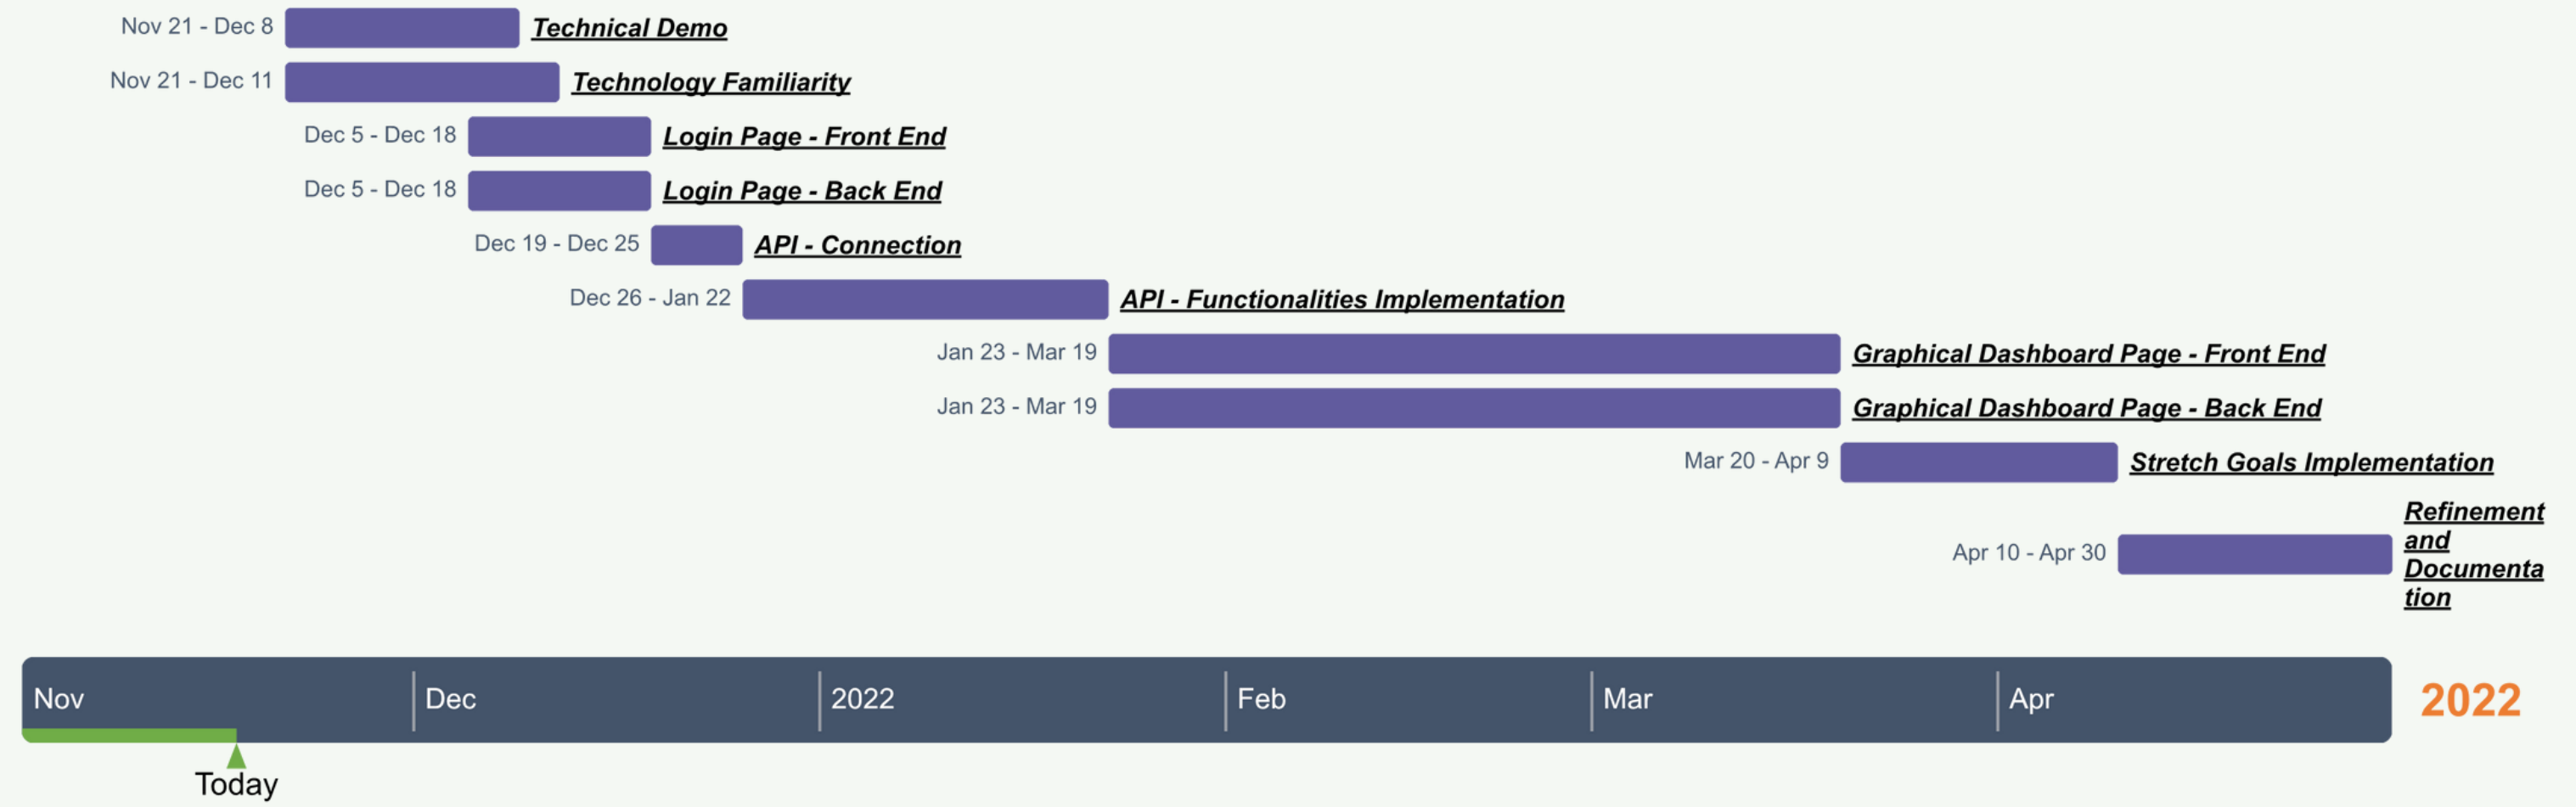 Nov 21 - Dec 8 Technical Demo
Nov 21 - Dec 11 Technology Familiarity
Dec 5 - Dec 18 Login Page - Front End
Dec 5 - Dec 18 Login Page - Back End
Dec 19 - Dec 25 API - Connection
Dec 26 - Jan 22 API - Functionalities Implementation
Jan 23 - Mar 19 Graphical Dashboard Page - Front End
Jan 23 - Mar 19 Graphical Dashboard Page - Back End
Mar 20 - Apr 9 Stretch Goals Implementation
Apr 10 - Apr 30
Refinement
and
Documenta
tion
Nov Dec 2022 Feb Mar Apr 2022
Today